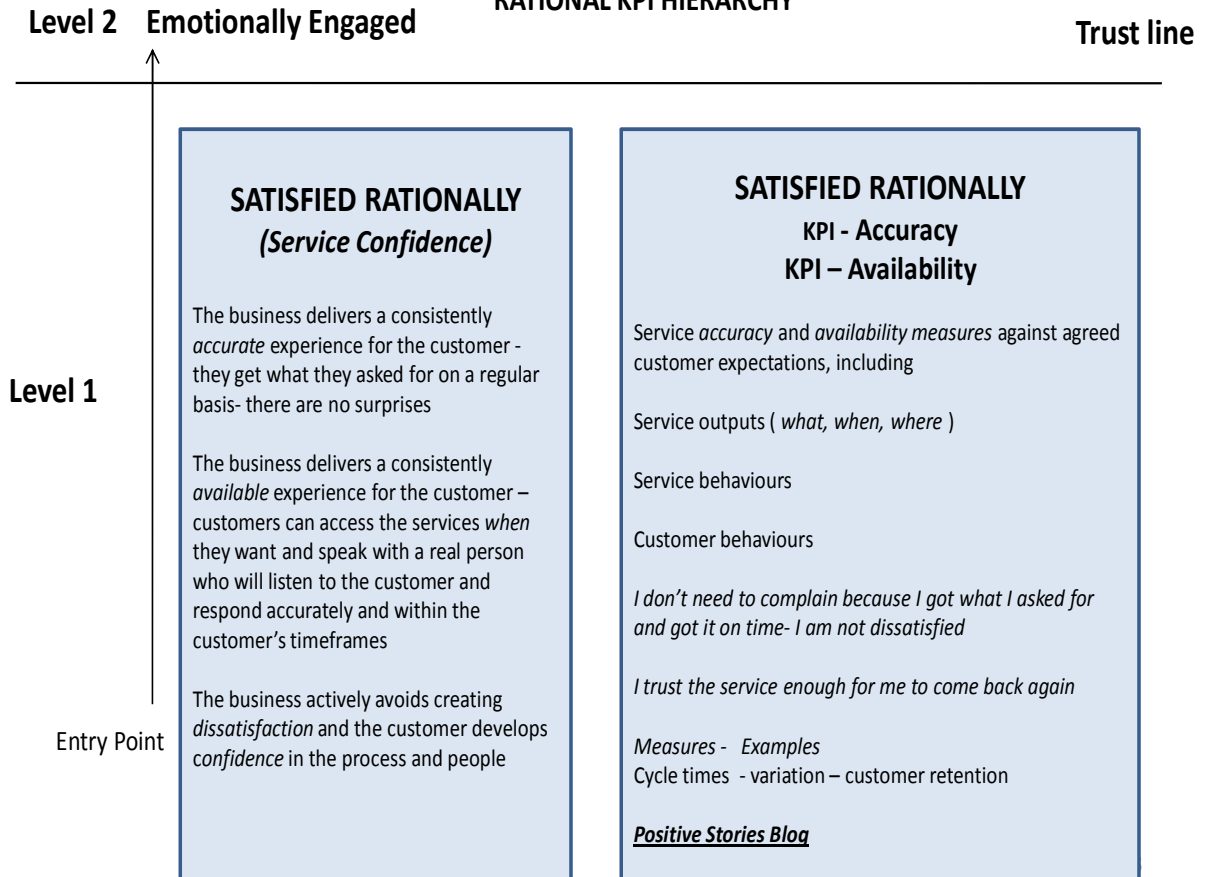 RATIONAL KPI HIERARCHY
Level 2 Emotionally Engaged
Trust line
Level 1
Entry Point
SATISFIED RATIONALLY
(Service Confidence)
The business delivers a consistently
accurate experience for the customer -
they get what they asked for on a regular
basis- there are no surprises
The business delivers a consistently
available experience for the customer –
customers can access the services when
they want and speak with a real person
who will listen to the customer and
respond accurately and within the
customer's timeframes
The business actively avoids creating
dissatisfaction and the customer develops
confidence in the process and people
SATISFIED RATIONALLY
KPI - Accuracy
KPI – Availability
Service accuracy and availability measures against agreed
customer expectations, including
Service outputs ( what, when, where )
Service behaviours
Customer behaviours
I don't need to complain because I got what I asked for
and got it on time- I am not dissatisfied
I trust the service enough for me to come back again
Measures - Examples
Cycle times - variation – customer retention
Positive Stories Blog